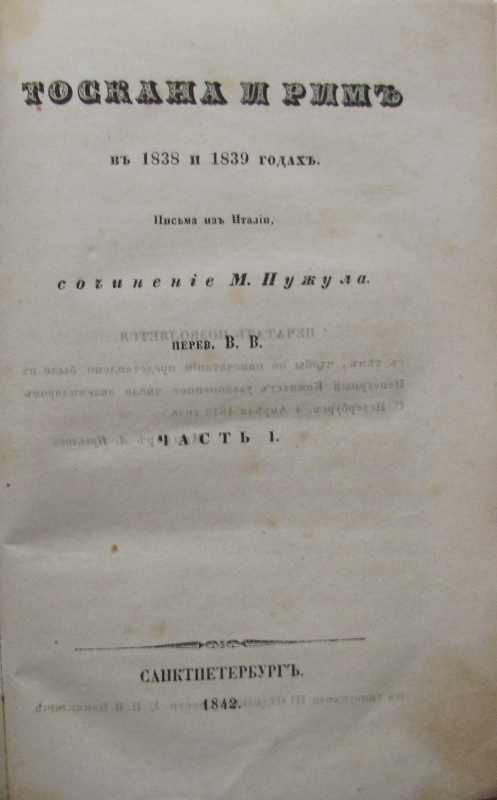 ТОСКАНА И РИМЪ
въ 1838 и 1839 годахъ.
Письма изъ Италіи,
сочиненіе М. Пужула.
перев. В. В.
ЧАСТЬ I.
САНКТПЕТЕРБУРГЪ.
1842.